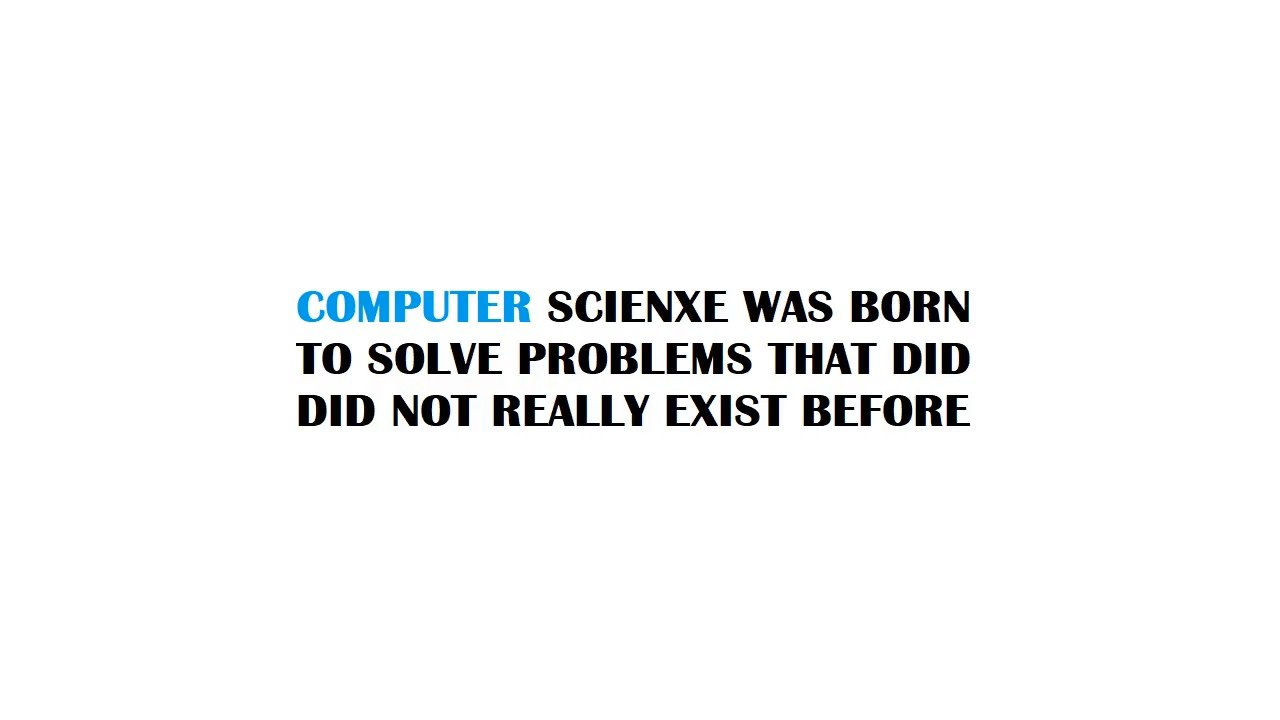 COMPUTER SCIENXE WAS BORN
TO SOLVE PROBLEMS THAT DID
DID NOT REALLY EXIST BEFORE